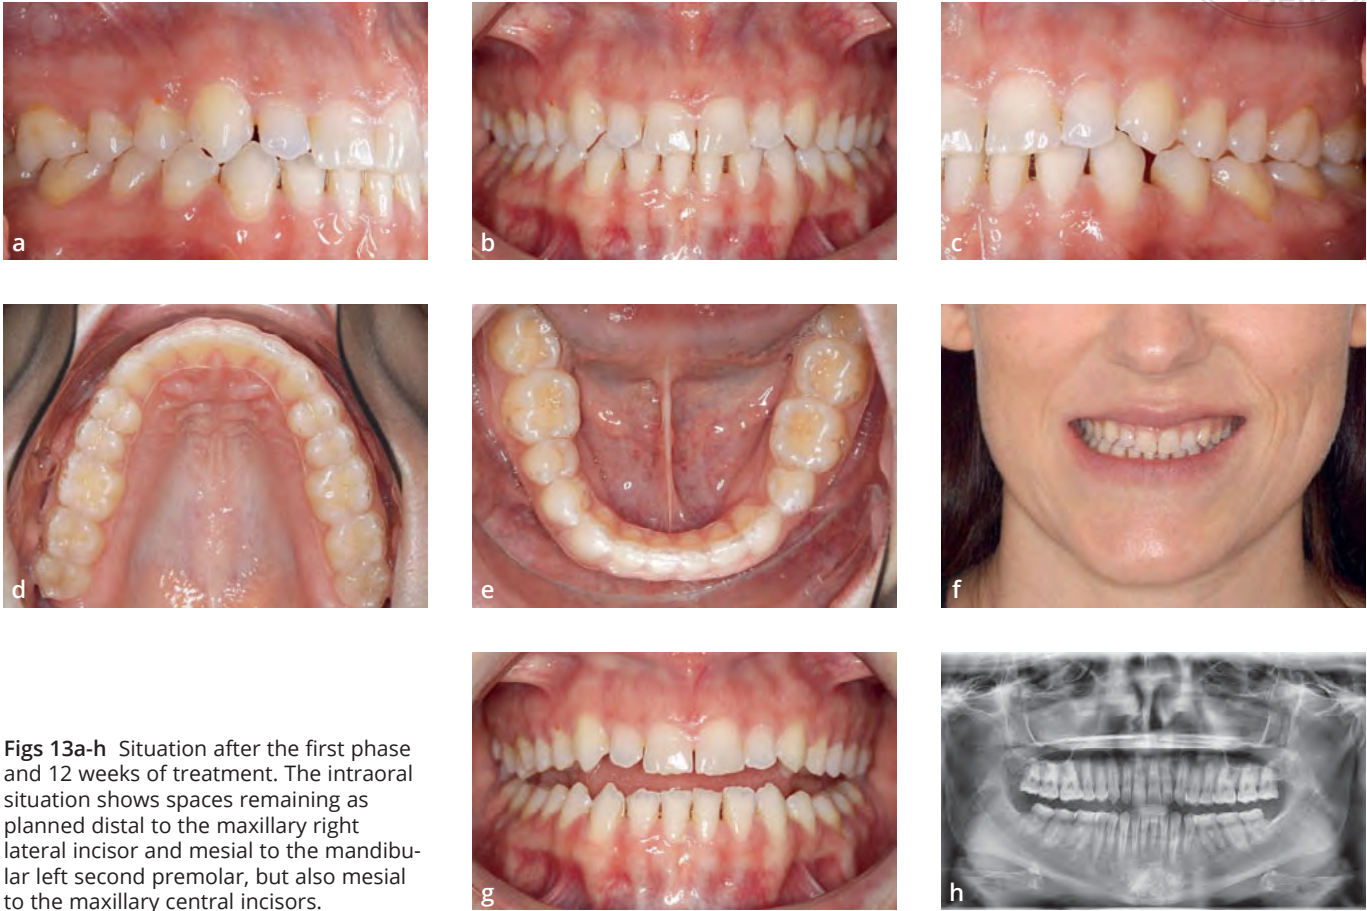 a
b
c
d
e
f
Figs 13a-h Situation after the first phase
and 12 weeks of treatment. The intraoral
situation shows spaces remaining as
planned distal to the maxillary right
lateral incisor and mesial to the mandibu-
lar left second premolar, but also mesial
to the maxillary central incisors.
g
h